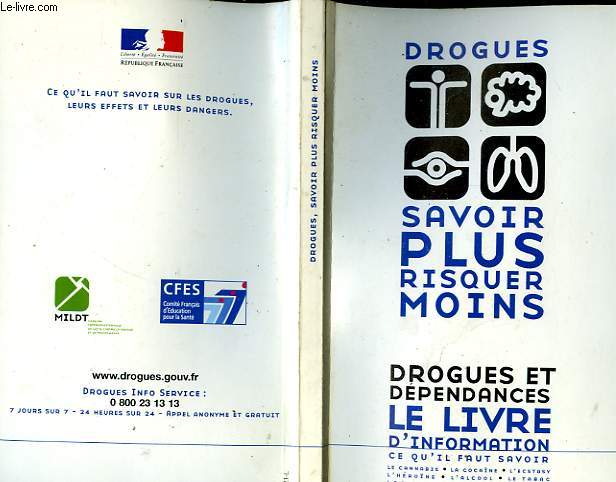 Le-livre.com
Liberté • Égalité • Fraternité
RÉPUBLIQUE FRANÇAISE
CE QU'IL FAUT SAVOIR SUR LES DROGUES,
LEURS EFFETS ET LEURS DANGERS.
MILDT
CFES
Comité Français
d'Education
pour la Santé
www.drogues.gouv.fr
DROGUES INFO SERVICE :
0 800 23 13 13
7 JOURS SUR 7 - 24 HEURES SUR 24 - APPEL ANONYME ET GRATUIT
DROGUES, SAVOIR PLUS RISQUER MOINS
DROGUES
SAVOIR
PLUS
RISQUER
MOINS
DROGUES ET
DÉPENDANCES
LE LIVRE
D'INFORMATION
CE QU'IL FAUT SAVOIR
LE CANNABIS • LA COCAÏNE • L'ECSTASY
L'HÉROÏNE • L'ALCOOL • LE TABAC